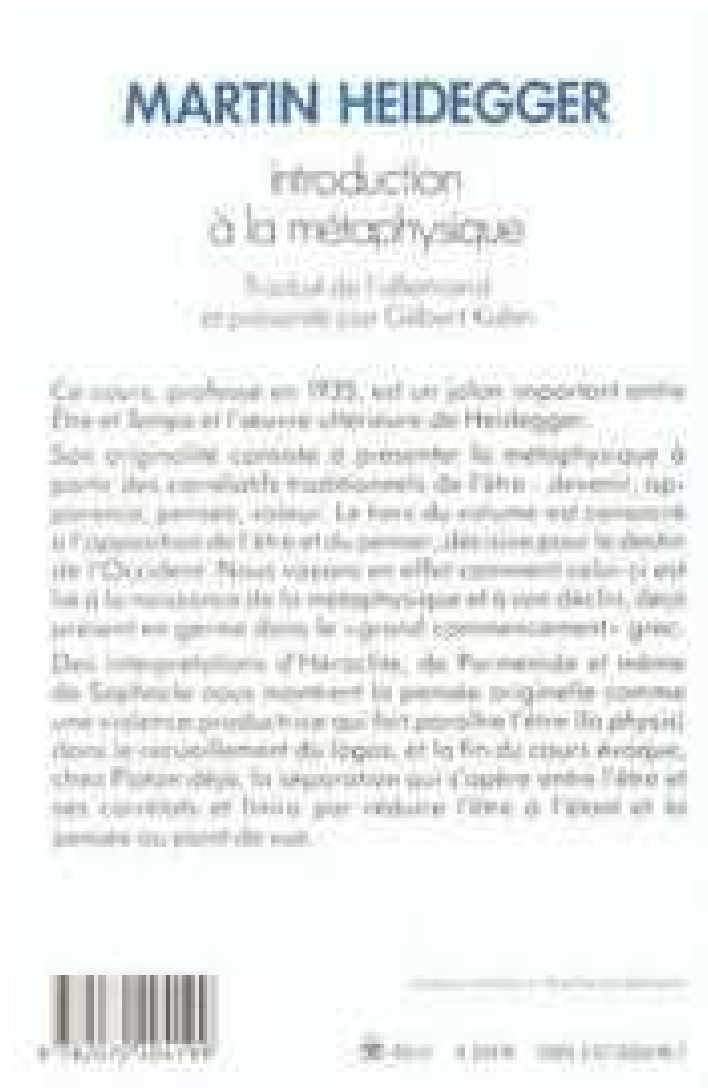 MARTIN HEIDEGGER
introduction
à la métaphysique
Traduit de l'allemand
et présenté par Gilbert Kahn
Ce cours, professé en 1935, est un jalon important entre
Être et Temps et l'œuvre ultérieure de Heidegger.
Son originalité consiste à présenter la métaphysique à
partir des corrélatifs traditionnels de l'être : devenir, ap-
parence, penser, valeur. Le tiers du volume est consacré
à l'opposition de l'être et du penser, décisive pour le destin
de l'Occident. Nous voyons en effet comment celui-ci est
lié à la naissance de la métaphysique et à son déclin, déjà
présent en germe dans le «grand commencement» grec.
Des interprétations d'Héraclite, de Parménide et même
de Sophocle nous montrent la pensée originelle comme
une violence productrice qui fait paraître l'être (la physis)
dans le recueillement du logos, et la fin du cours évoque,
chez Platon déjà, la séparation qui s'opère entre l'être et
ses corrélats et finira par réduire l'être à l'étant et la
pensée au point de vue.